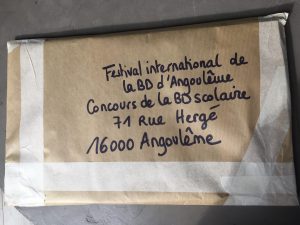 Festival international de
la BD d'Angoulême
Concours de la BD scolaire
71 Rue Hergé
16000 Angoulême